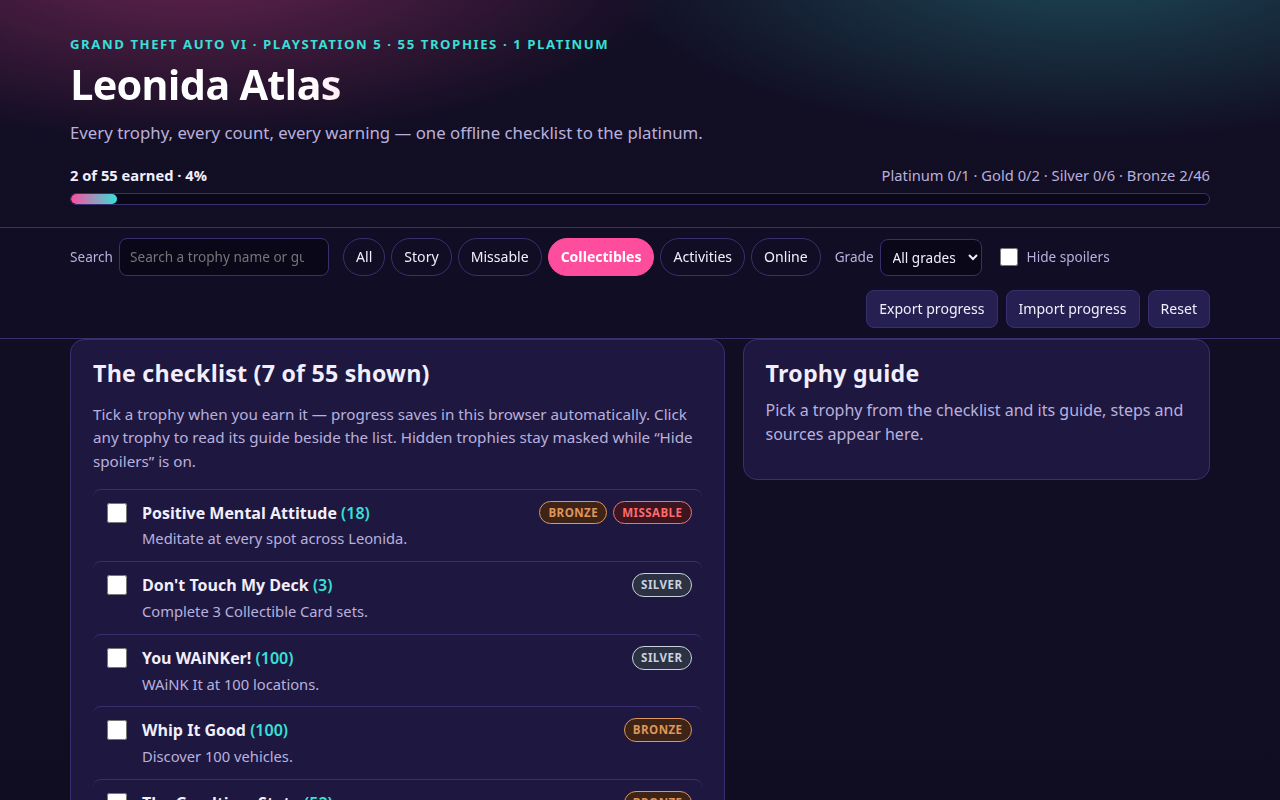 GRAND THEFT AUTO VI · PLAYSTATION 5 · 55 TROPHIES · 1 PLATINUM
Leonida Atlas
Every trophy, every count, every warning — one offline checklist to the platinum.
2 of 55 earned · 4%
Platinum 0/1 · Gold 0/2 · Silver 0/6 · Bronze 2/46
Search
Search a trophy name or gu
All
Story
Missable
Collectibles
Activities
Online
Grade
All grades
Hide spoilers
Export progress
Import progress
Reset
The checklist (7 of 55 shown)
Tick a trophy when you earn it — progress saves in this browser automatically. Click
any trophy to read its guide beside the list. Hidden trophies stay masked while “Hide
spoilers” is on.
Positive Mental Attitude (18)
BRONZE
MISSABLE
Meditate at every spot across Leonida.
Don't Touch My Deck (3)
SILVER
Complete 3 Collectible Card sets.
You WAiNKer! (100)
SILVER
WAiNK It at 100 locations.
Whip It Good (100)
BRONZE
Discover 100 vehicles.
Trophy guide
Pick a trophy from the checklist and its guide, steps and
sources appear here.